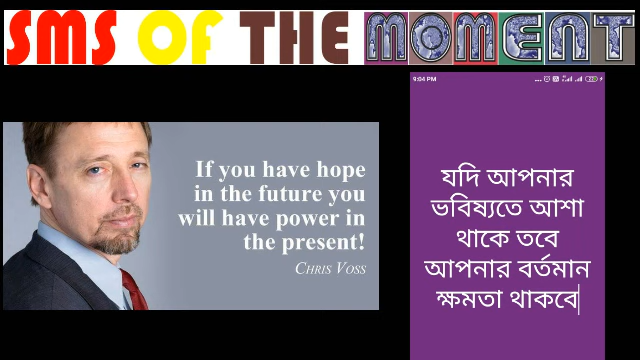 SMS OF THE MOMENT
If you have hope
in the future you
will have power in
the present!
CHRIS VOSS
9:04 PM
যদি আপনার
ভবিষ্যতে আশা
থাকে তবে
আপনার বর্তমান
ক্ষমতা থাকবে